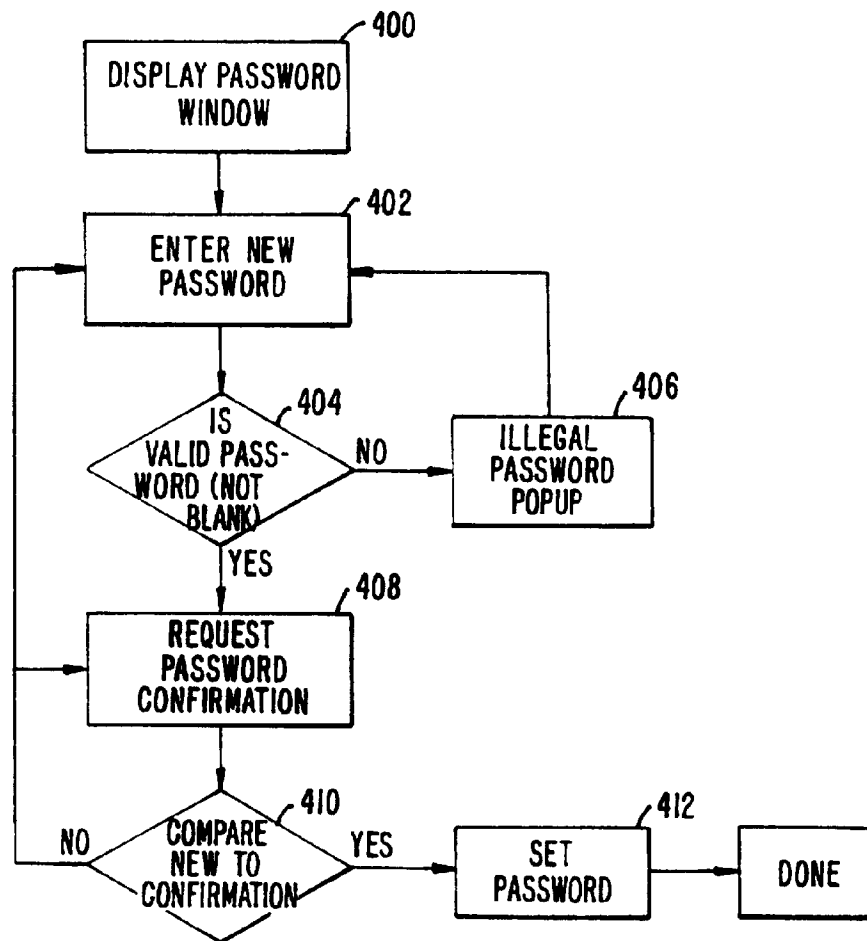 400
DISPLAY PASSWORD
WINDOW
402
ENTER NEW
PASSWORD
404
IS
VALID PASS-
WORD (NOT
BLANK)
NO
406
ILLEGAL
PASSWORD
POPUP
YES
408
REQUEST
PASSWORD
CONFIRMATION
410
COMPARE
NEW TO
CONFIRMATION
NO
YES
412
SET
PASSWORD
DONE